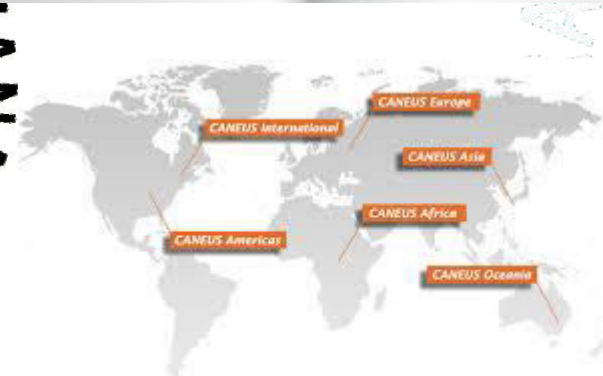 CANEUS Europe
CANEUS International
CANEUS Asia
CANEUS Africa
CANEUS Americas
CANEUS Oceania